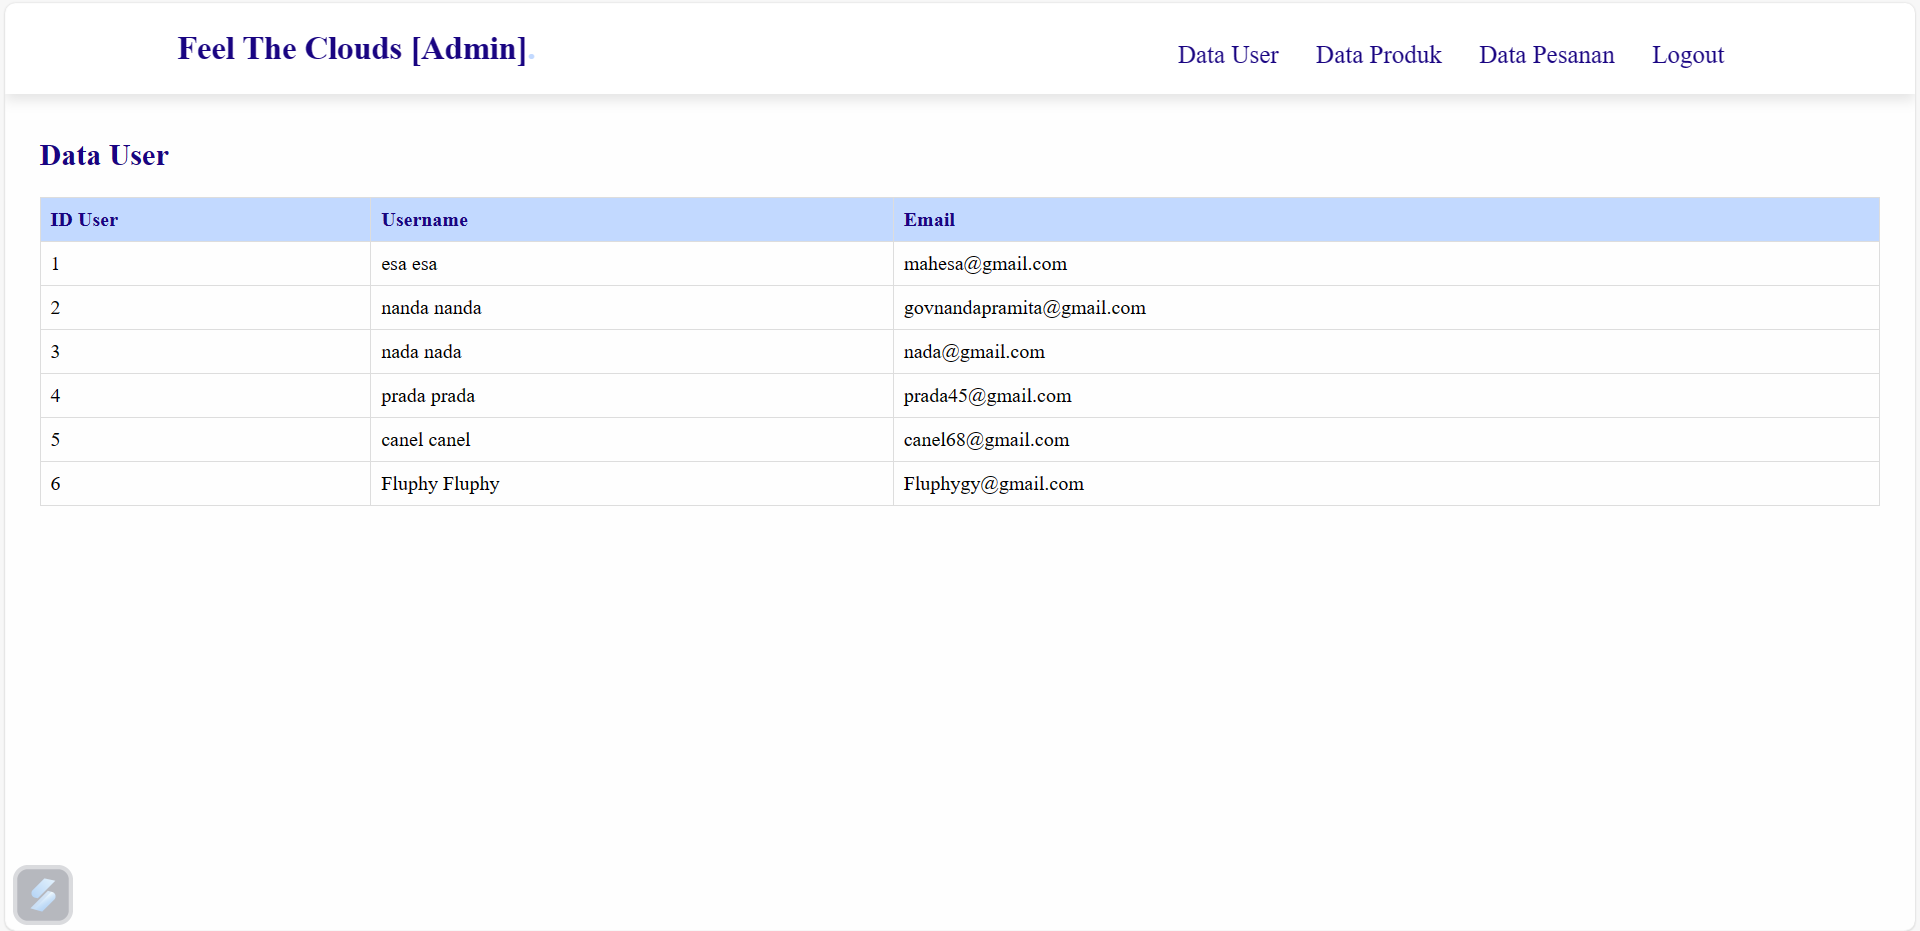 Feel The Clouds [Admin].
Data User Data Produk Data Pesanan Logout
Data User
ID User Username Email
1 esa esa mahesa@gmail.com
2 nanda nanda govnandapramita@gmail.com
3 nada nada nada@gmail.com
4 prada prada prada45@gmail.com
5 canel canel canel68@gmail.com
6 Fluphy Fluphy Fluphygy@gmail.com